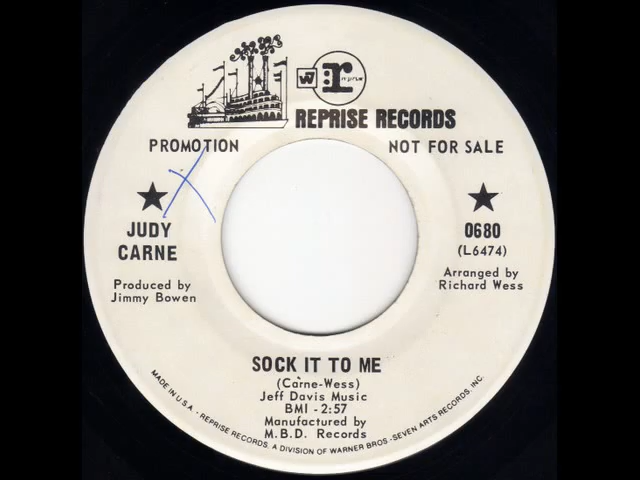 W r: reprise
REPRISE RECORDS
PROMOTION NOT FOR SALE
JUDY
CARNE
Produced by
Jimmy Bowen
0680
(L6474)
Arranged by
Richard Wess
SOCK IT TO ME
(Carne-Wess)
Jeff Davis Music
BMI - 2:57
Manufactured by
M.B.D. Records
MADE IN U.S.A. - REPRISE RECORDS, A DIVISION OF WARNER BROS.-SEVEN ARTS RECORDS, INC.